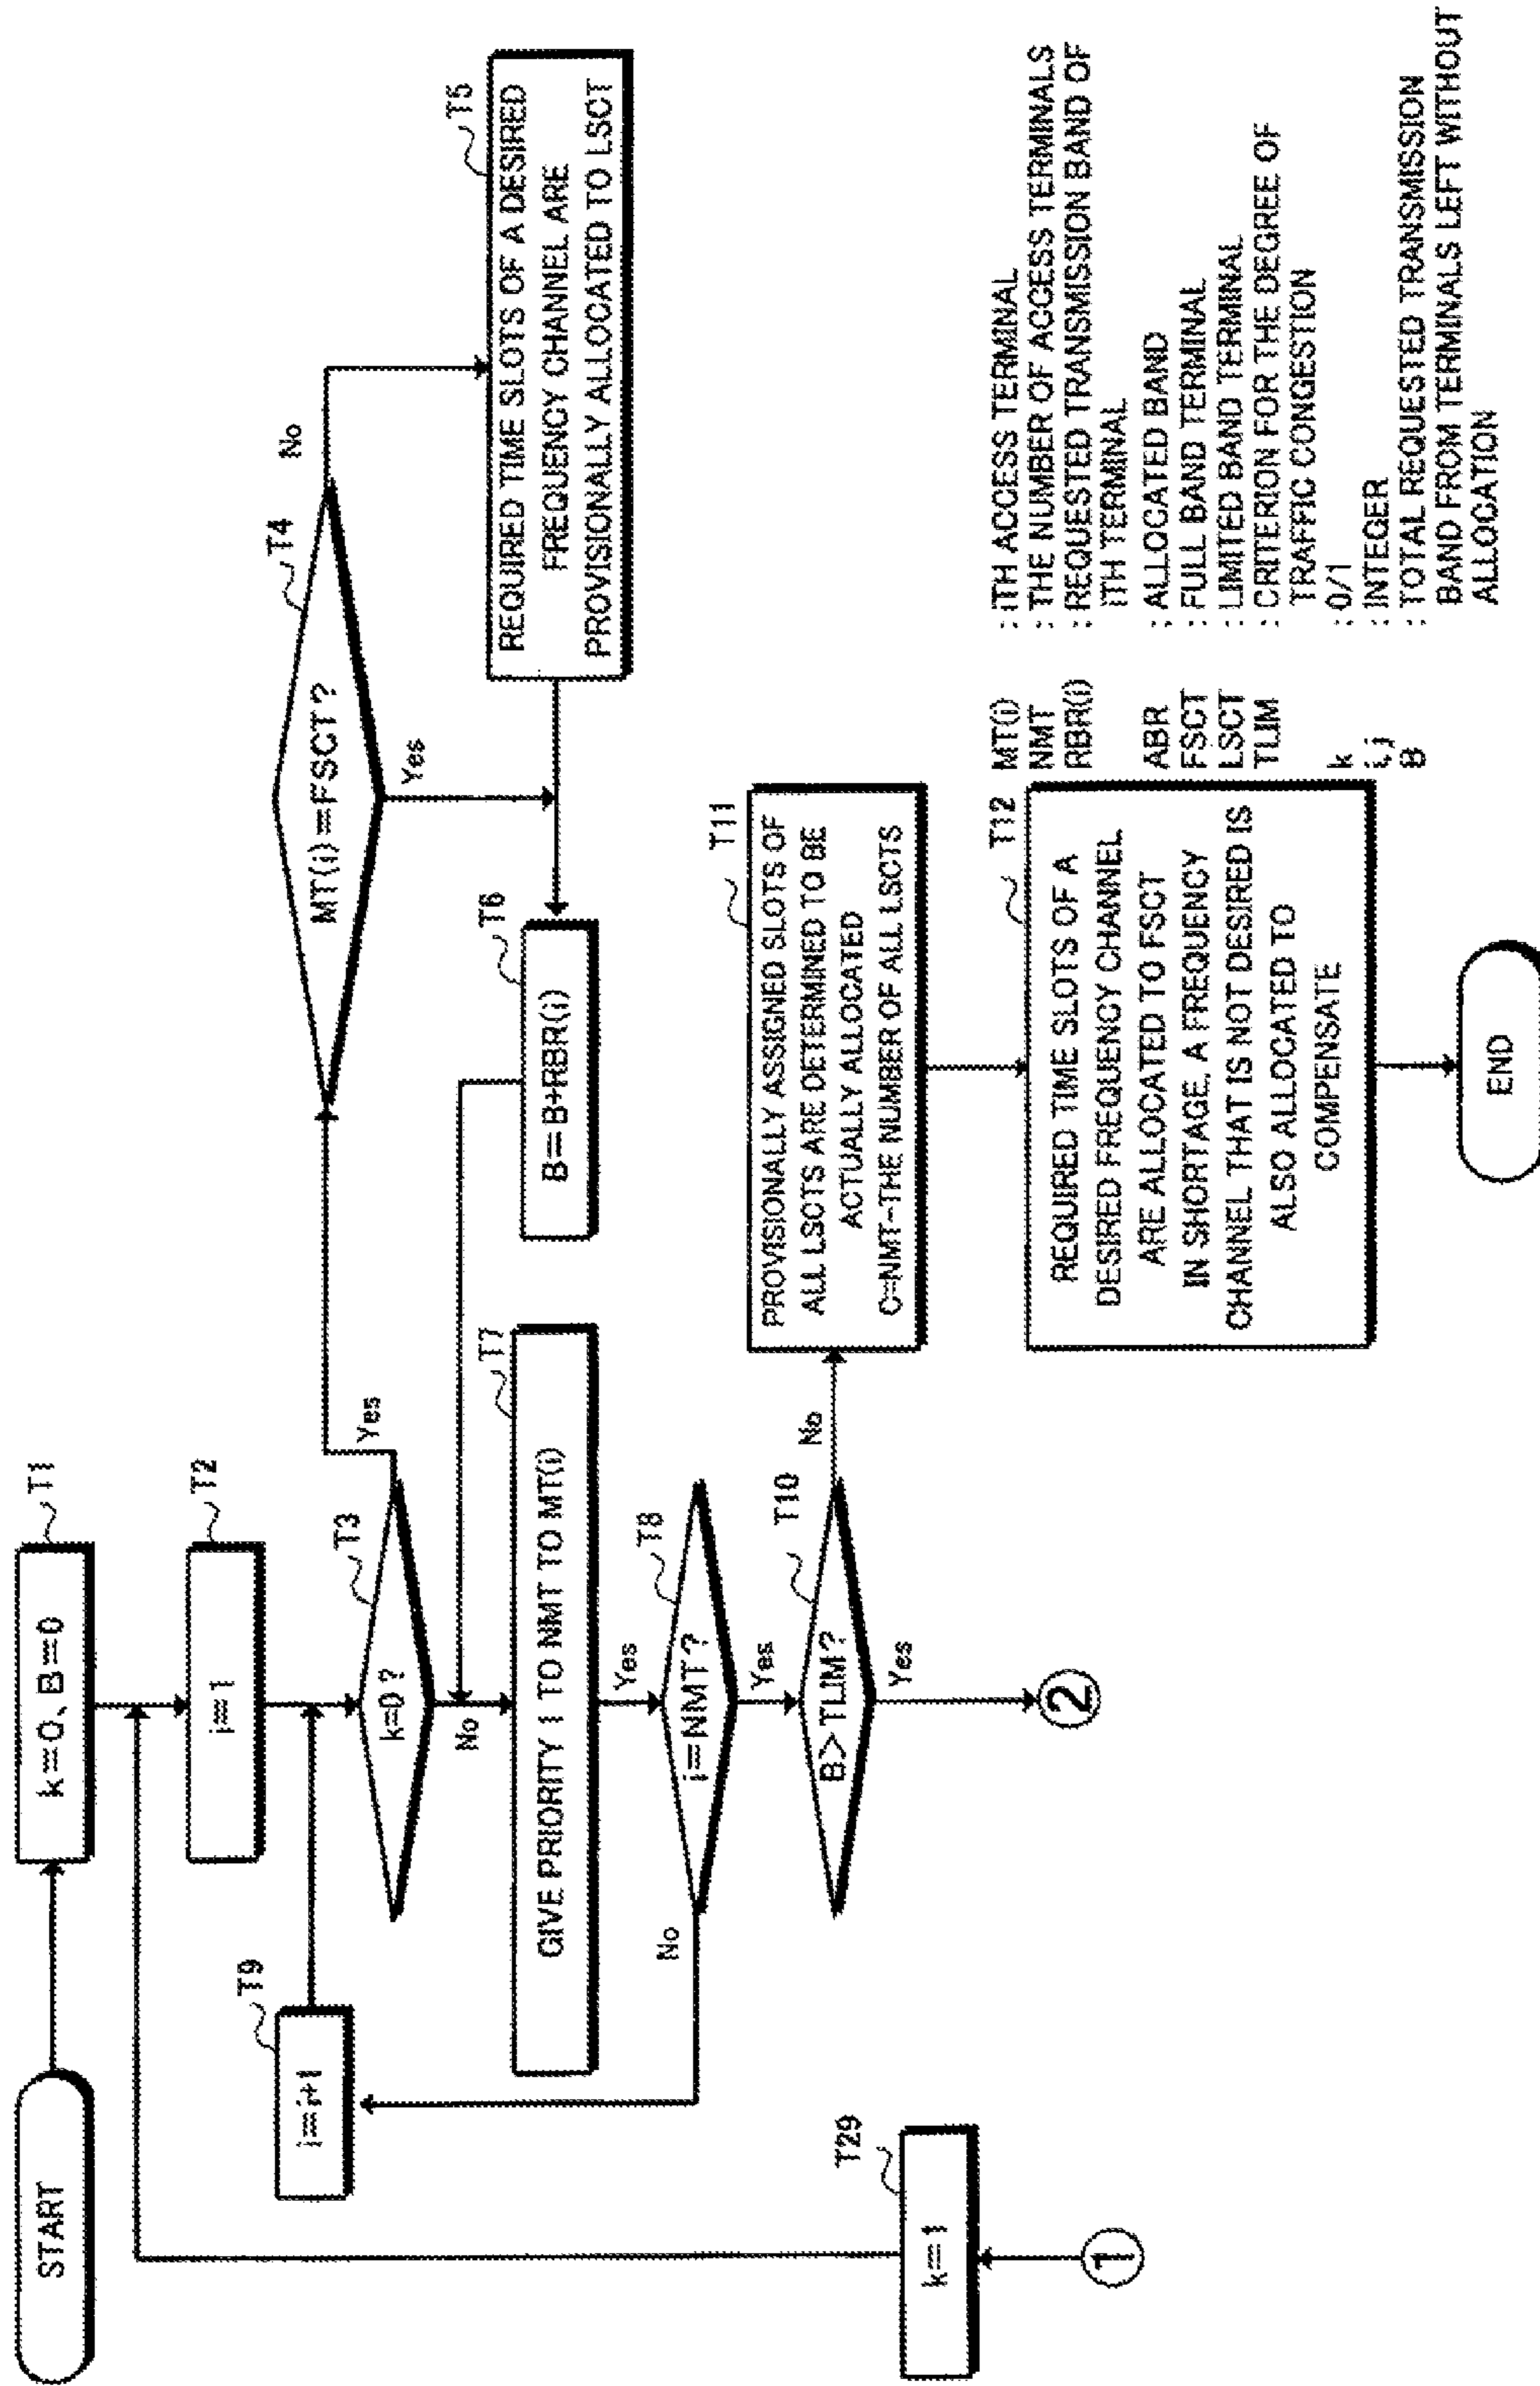 START
k=0、B=0
T1
i=1
T2
i=i+1
T9
k=0 ?
T3
Yes
No
MT(i)=FSCT?
T4
No
Yes
REQUIRED TIME SLOTS OF A DESIRED
FREQUENCY CHANNEL ARE
PROVISIONALLY ALLOCATED TO LSCT
T5
B=B+RBR(i)
T6
GIVE PRIORITY 1 TO NMT TO MT(i)
T7
Yes
i=NMT?
T8
No
Yes
B>TLIM?
T10
No
Yes
②
PROVISIONALLY ASSIGNED SLOTS OF
ALL LSCTS ARE DETERMINED TO BE
ACTUALLY ALLOCATED
C=NMT-THE NUMBER OF ALL LSCTS
T11
REQUIRED TIME SLOTS OF A
DESIRED FREQUENCY CHANNEL
ARE ALLOCATED TO FSCT
IN SHORTAGE, A FREQUENCY
CHANNEL THAT IS NOT DESIRED IS
ALSO ALLOCATED TO
COMPENSATE
T12
END
k=1
T29
①
MT(i) : iTH ACCESS TERMINAL
NMT : THE NUMBER OF ACCESS TERMINALS
RBR(i) : REQUESTED TRANSMISSION BAND OF
iTH TERMINAL
ABR : ALLOCATED BAND
FSCT : FULL BAND TERMINAL
LSCT : LIMITED BAND TERMINAL
TLIM : CRITERION FOR THE DEGREE OF
TRAFFIC CONGESTION
k : 0/1
i,j : INTEGER
B : TOTAL REQUESTED TRANSMISSION
BAND FROM TERMINALS LEFT WITHOUT
ALLOCATION